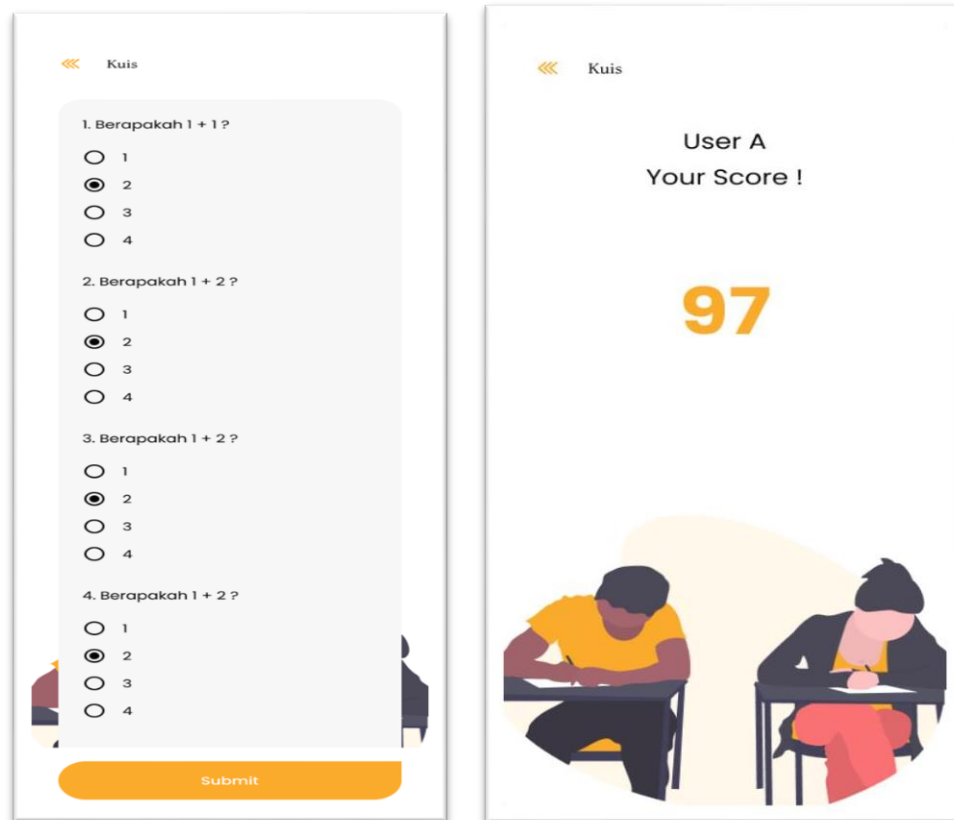 Kuis
1. Berapakah 1 + 1 ?
1
2
3
4
2. Berapakah 1 + 2 ?
1
2
3
4
3. Berapakah 1 + 2 ?
1
2
3
4
4. Berapakah 1 + 2 ?
1
2
3
4
Submit
Kuis
User A
Your Score !
97